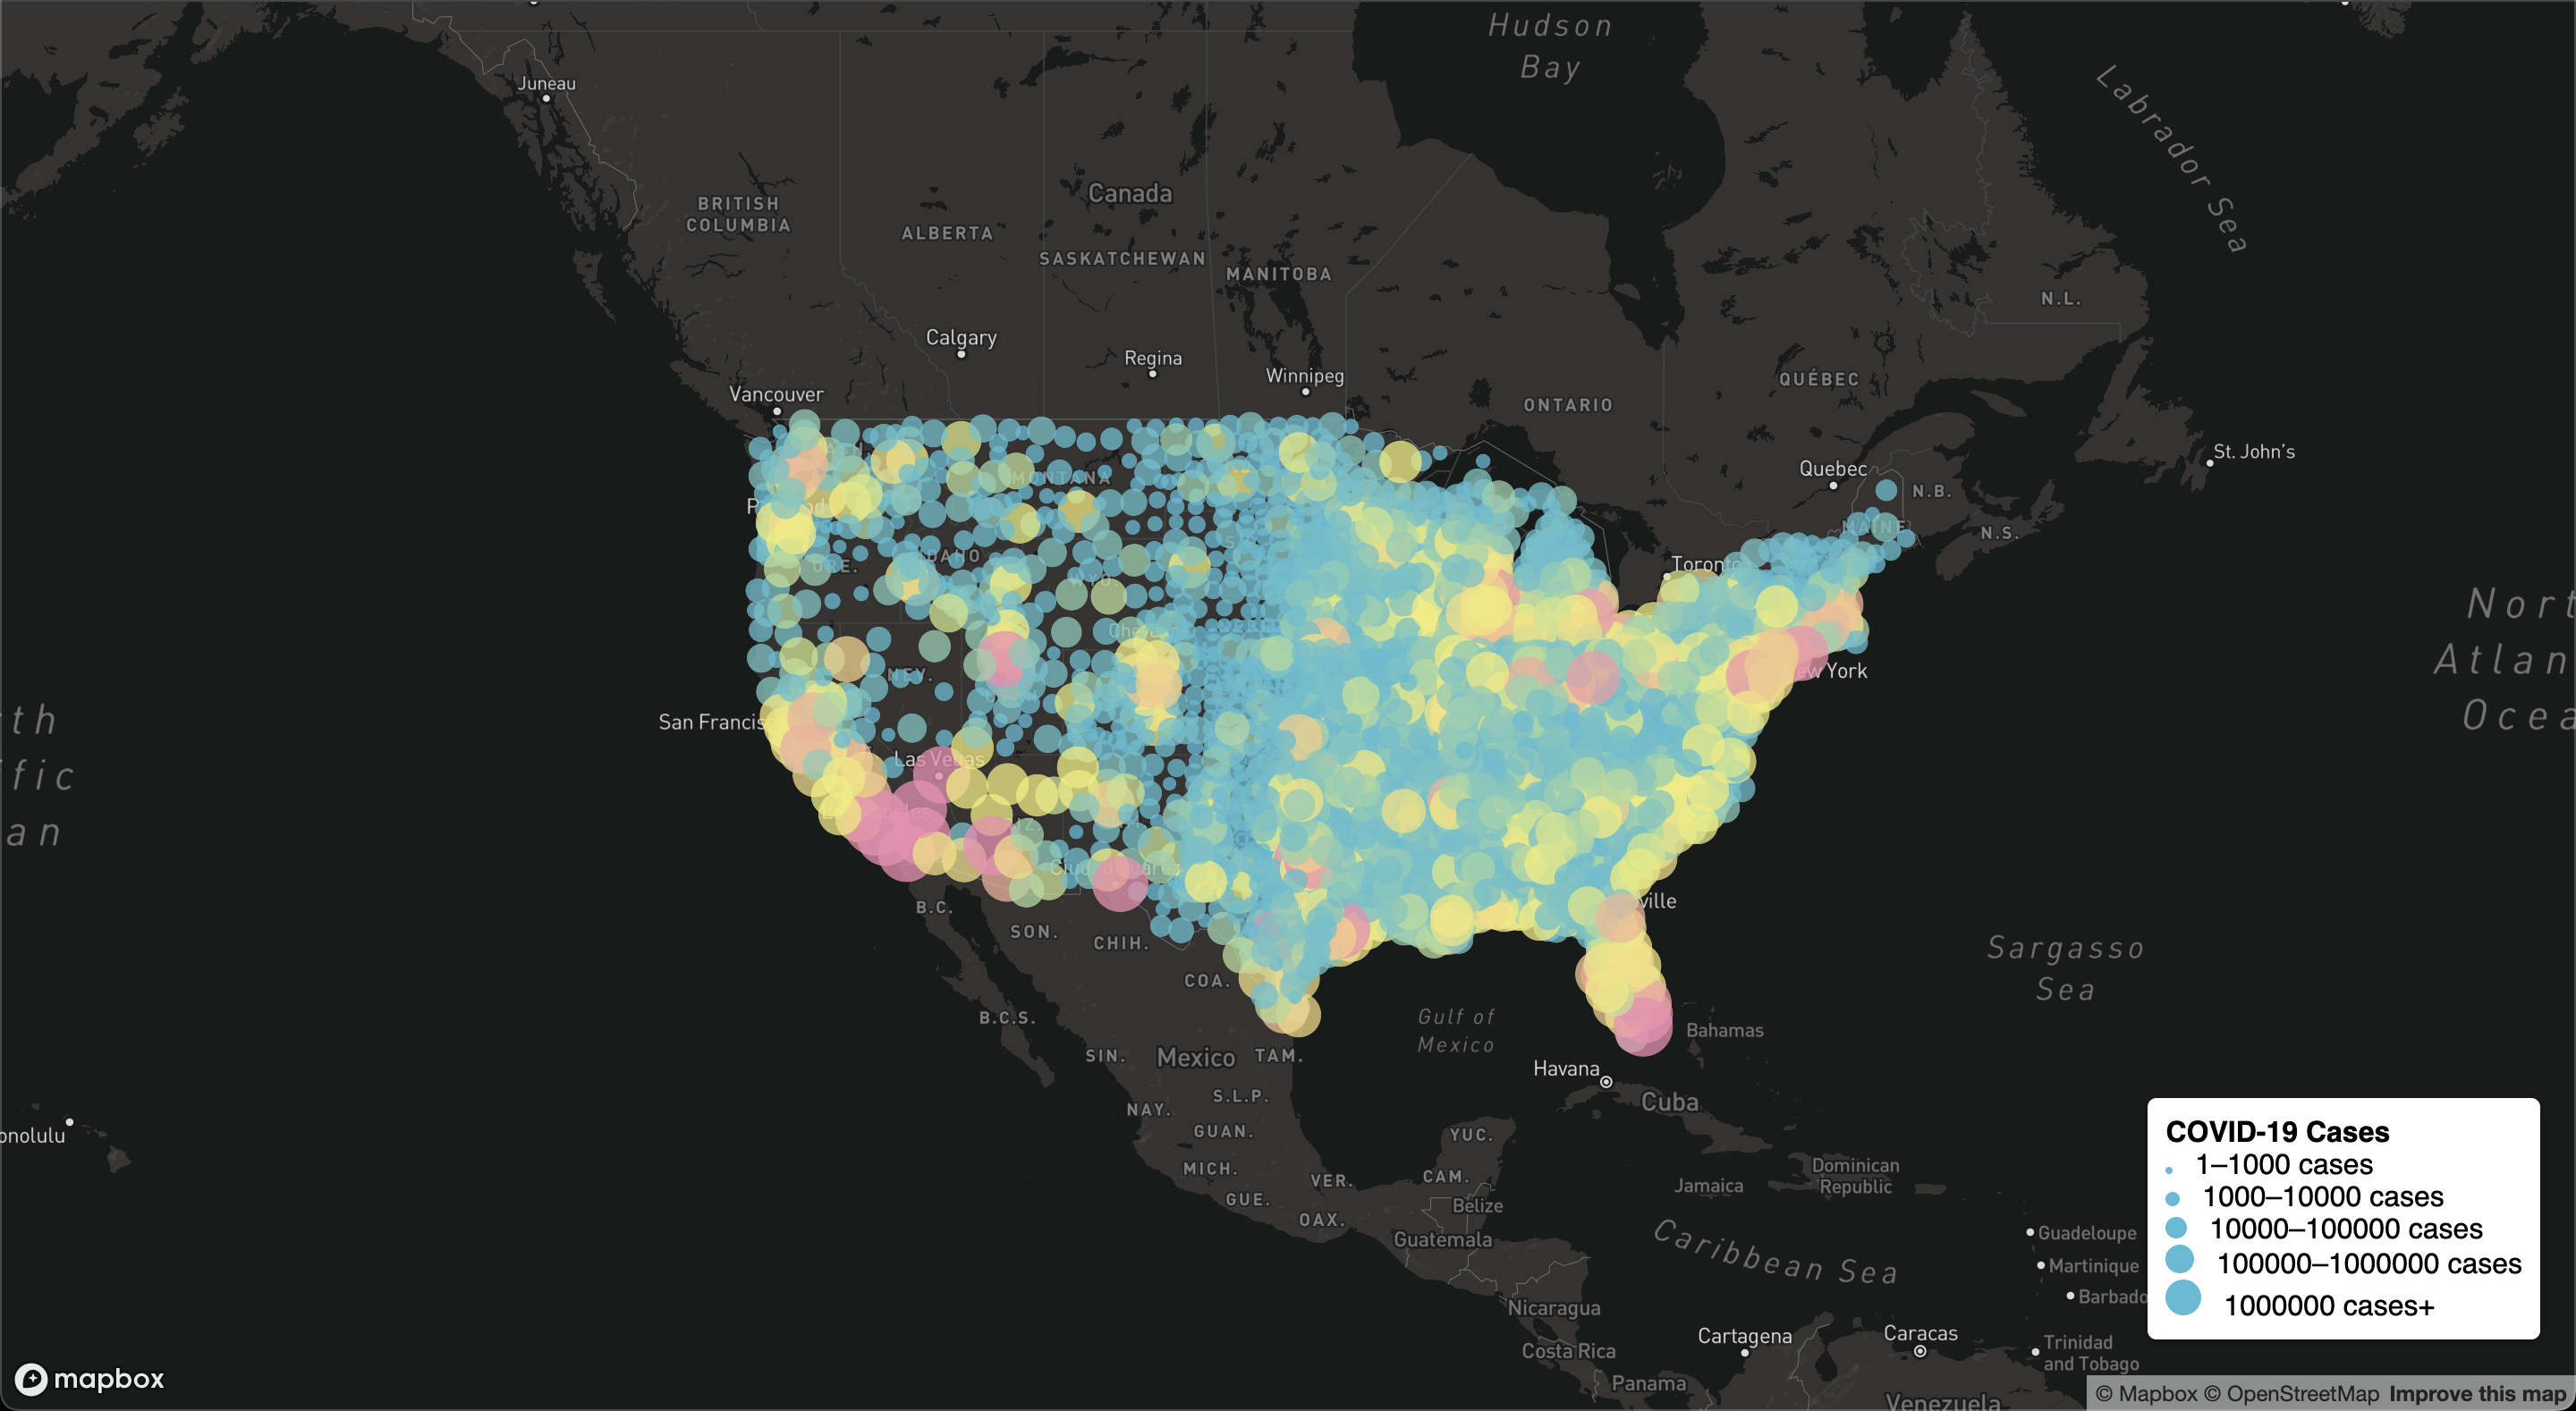 Hudson
Bay
Labrador Sea
Juneau
Canada
BRITISH
COLUMBIA
ALBERTA
SASKATCHEWAN
MANITOBA
N.L.
Calgary
Regina
Winnipeg
QUÉBEC
Vancouver
ONTARIO
St. John's
Quebec
N.B.
MONTANA
MAINE
N.S.
IDAHO
ORE.
WYO.
Toronto
Nort
Atlan
Ocea
NEV.
ew York
San Francis
th
fic
an
Las Vegas
ARIZ.
Ciudad Juárez
ville
B.C.
SON.
CHIH.
Sargasso
Sea
COA.
B.C.S.
Gulf of
Mexico
Bahamas
SIN.
Mexico
TAM.
Havana
Cuba
NAY.
S.L.P.
onolulu
GUAN.
YUC.
MICH.
VER.
CAM.
Dominican
Republic
Jamaica
GUE.
Belize
OAX.
Guatemala
Caribbean Sea
Guadeloupe
Martinique
Barbado
Nicaragua
Cartagena
Caracas
Costa Rica
Trinidad
and Tobago
Panama
Venezuela
COVID-19 Cases
1–1000 cases
1000–10000 cases
10000–100000 cases
100000–1000000 cases
1000000 cases+
mapbox
© Mapbox © OpenStreetMap Improve this map